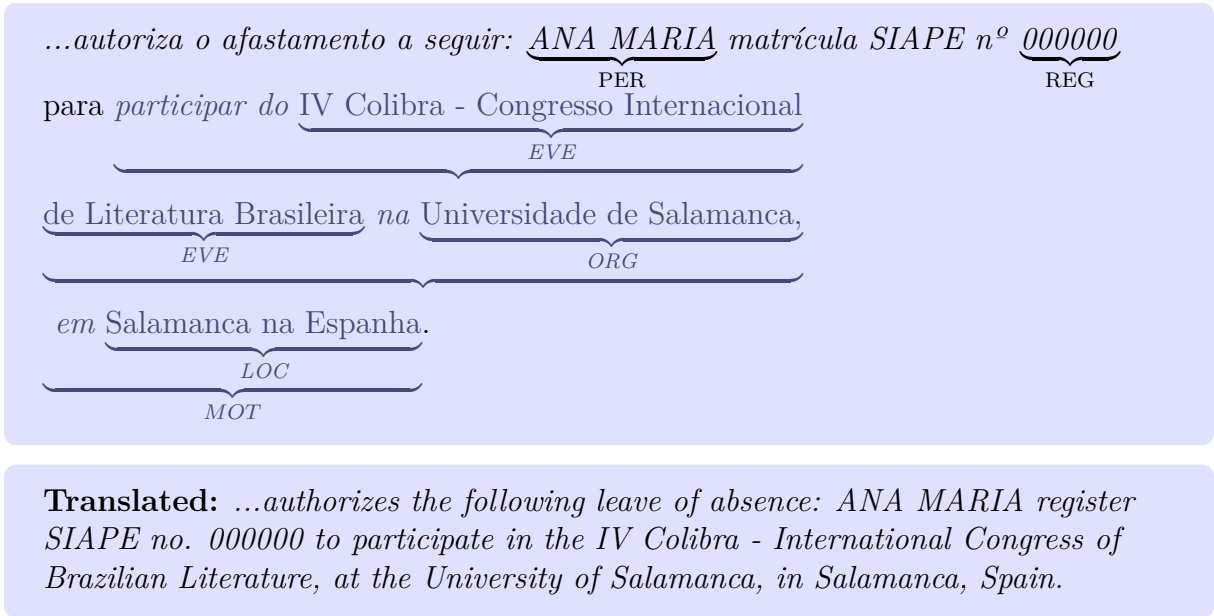 ...autoriza o afastamento a seguir: ANA MARIA matrícula SIAPE nº 000000
PER REG
para participar do IV Colibra - Congresso Internacional
EVE
de Literatura Brasileira na Universidade de Salamanca,
EVE ORG
em Salamanca na Espanha.
LOC
MOT
Translated: ...authorizes the following leave of absence: ANA MARIA register
SIAPE no. 000000 to participate in the IV Colibra - International Congress of
Brazilian Literature, at the University of Salamanca, in Salamanca, Spain.